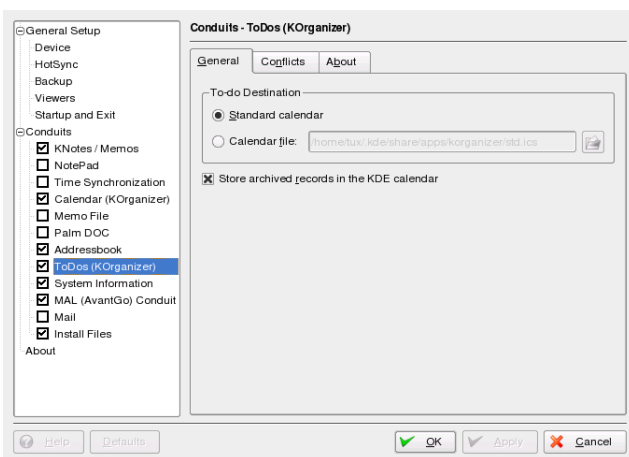 General Setup
Device
HotSync
Backup
Viewers
Startup and Exit
Conduits
KNotes / Memos
NotePad
Time Synchronization
Calendar (KOrganizer)
Memo File
Palm DOC
Addressbook
ToDos (KOrganizer)
System Information
MAL (AvantGo) Conduit
Mail
Install Files
About
Conduits - ToDos (KOrganizer)
General Conflicts About
To-do Destination
Standard calendar
Calendar file: /home/tux/.kde/share/apps/korganizer/std.ics
Store archived records in the KDE calendar
Help Defaults OK Apply Cancel